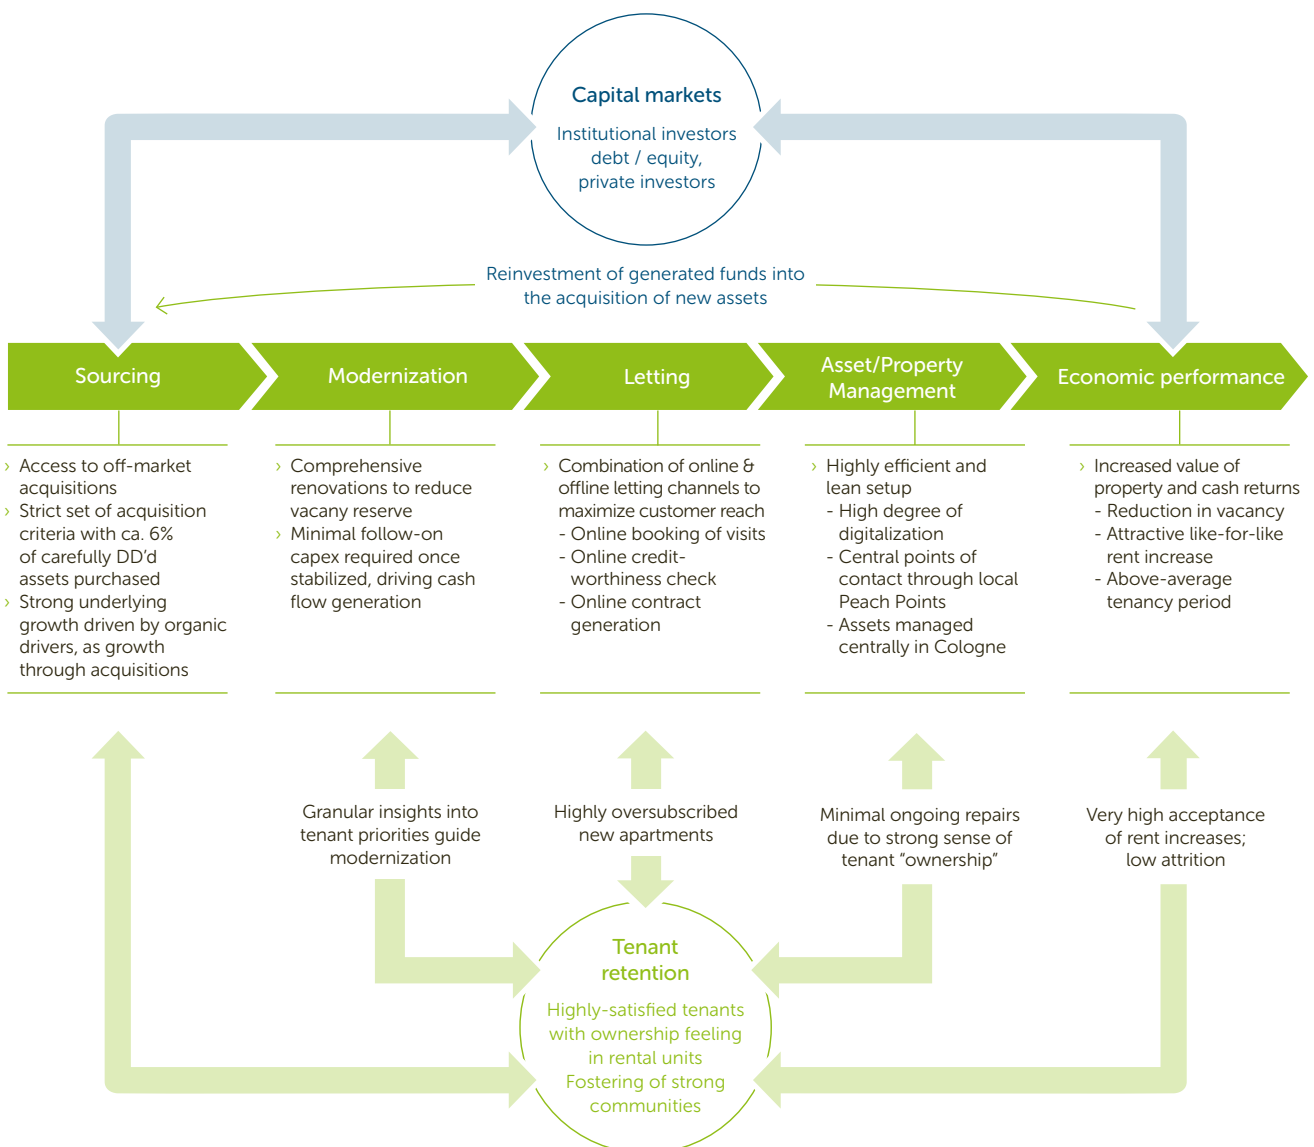 Capital markets
Institutional investors
debt / equity,
private investors
Reinvestment of generated funds into
the acquisition of new assets
Sourcing
Modernization
Letting
Asset/Property
Management
Economic performance
› Access to off-market
acquisitions
› Strict set of acquisition
criteria with ca. 6%
of carefully DD’d
assets purchased
› Strong underlying
growth driven by organic
drivers, as growth
through acquisitions
› Comprehensive
renovations to reduce
vacany reserve
› Minimal follow-on
capex required once
stabilized, driving cash
flow generation
› Combination of online &
offline letting channels to
maximize customer reach
- Online booking of visits
- Online credit-
worthiness check
- Online contract
generation
› Highly efficient and
lean setup
- High degree of
digitalization
- Central points of
contact through local
Peach Points
- Assets managed
centrally in Cologne
› Increased value of
property and cash returns
- Reduction in vacancy
- Attractive like-for-like
rent increase
- Above-average
tenancy period
Granular insights into
tenant priorities guide
modernization
Highly oversubscribed
new apartments
Minimal ongoing repairs
due to strong sense of
tenant “ownership”
Very high acceptance
of rent increases;
low attrition
Tenant
retention
Highly-satisfied tenants
with ownership feeling
in rental units
Fostering of strong
communities